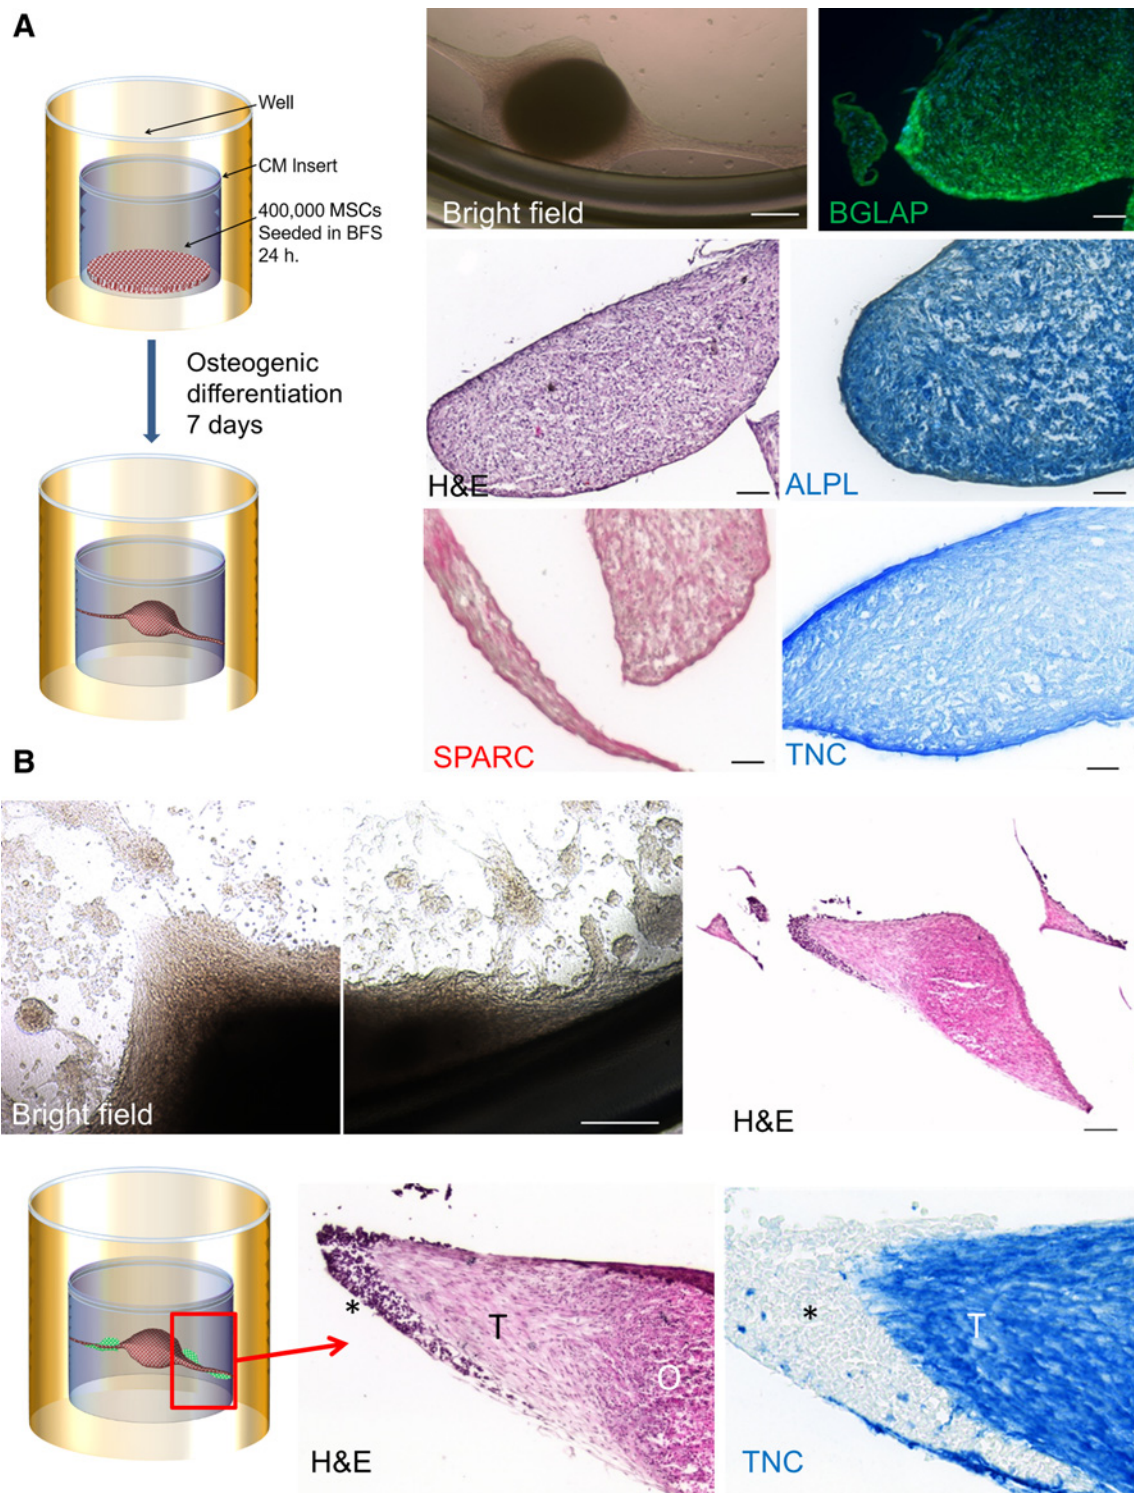 A
Well
CM Insert
400,000 MSCs
Seeded in BFS
24 h.
Osteogenic
differentiation
7 days
Bright field
BGLAP
H&E
ALPL
SPARC
TNC
B
Bright field
H&E
*
T
O
H&E
*
T
TNC